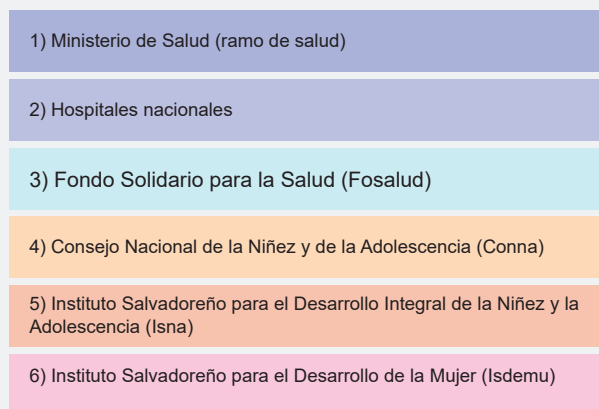 1) Ministerio de Salud (ramo de salud)
2) Hospitales nacionales
3) Fondo Solidario para la Salud (Fosalud)
4) Consejo Nacional de la Niñez y de la Adolescencia (Conna)
5) Instituto Salvadoreño para el Desarrollo Integral de la Niñez y la
Adolescencia (Isna)
6) Instituto Salvadoreño para el Desarrollo de la Mujer (Isdemu)